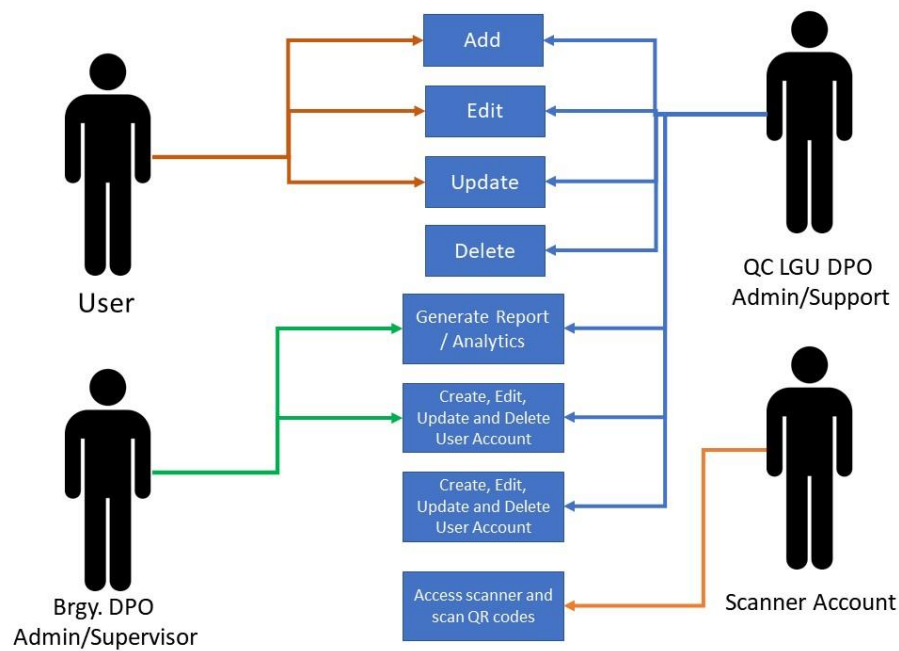 Add
Edit
Update
Delete
User
QC LGU DPO
Admin/Support
Generate Report
/ Analytics
Create, Edit,
Update and Delete
User Account
Create, Edit,
Update and Delete
User Account
Access scanner and
scan QR codes
Brgy. DPO
Admin/Supervisor
Scanner Account